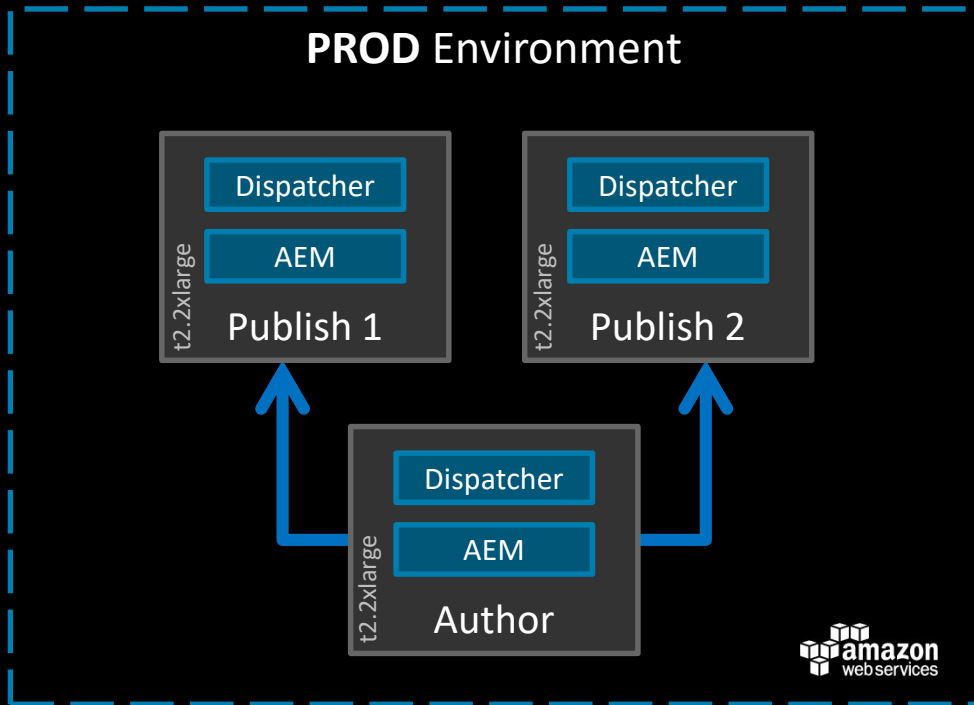 PROD Environment
Dispatcher
AEM
t2.2xlarge
Publish 1
Dispatcher
AEM
t2.2xlarge
Publish 2
Dispatcher
AEM
t2.2xlarge
Author
amazon
webservices